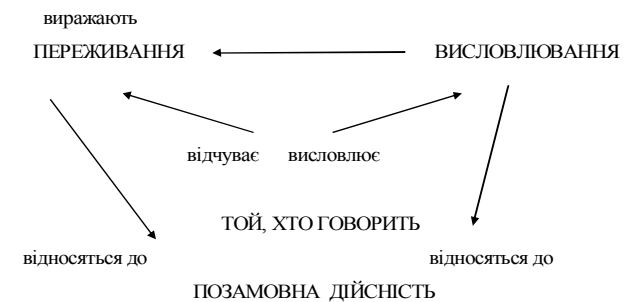 виражають
ПЕРЕЖИВАННЯ ВИСЛОВЛЮВАННЯ
відчуває висловлює
ТОЙ, ХТО ГОВОРИТЬ
відносяться до відносяться до
ПОЗАМОВНА ДІЙСНІСТЬ